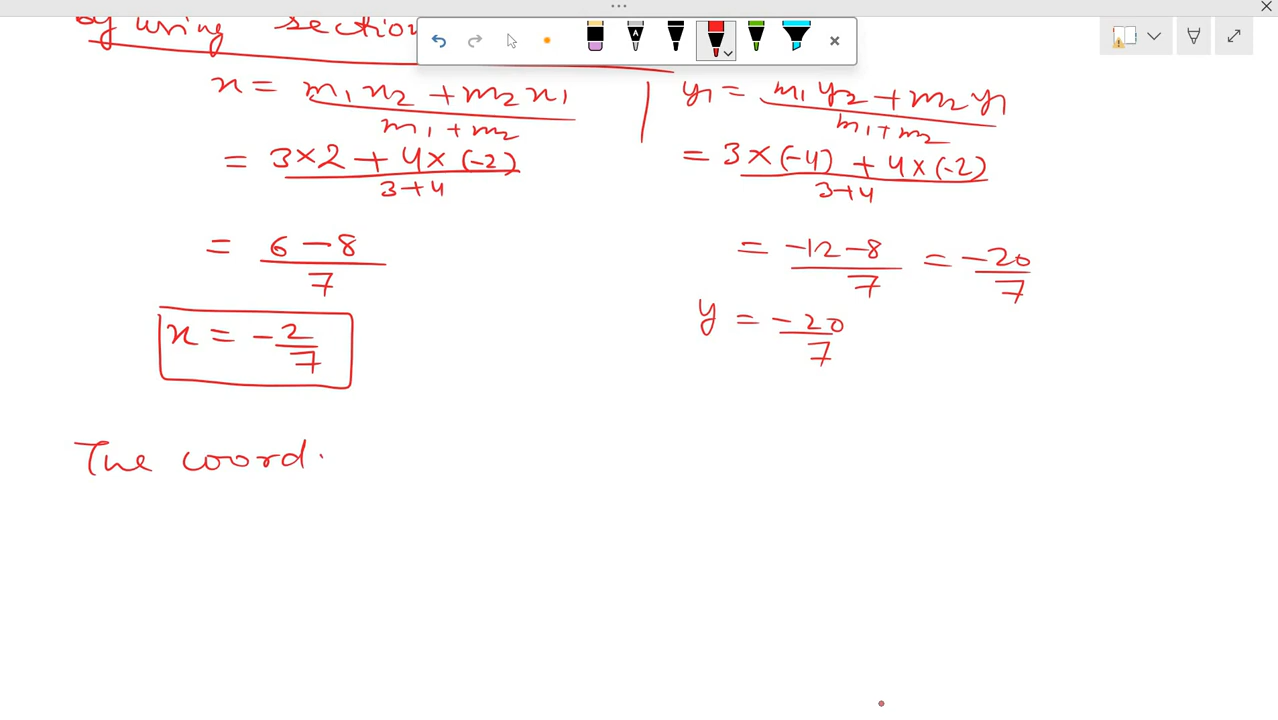 by using section
x = m₁x₂ + m₂x₁ / m₁ + m₂
y₁ = m₁y₂ + m₂y₁ / m₁ + m₂
= 3×2 + 4×(-2) / 3+4
= 3×(-4) + 4×(-2) / 3+4
= 6-8 / 7
= -12-8 / 7 = -20 / 7
x = -2 / 7
y = -20 / 7
The coord.